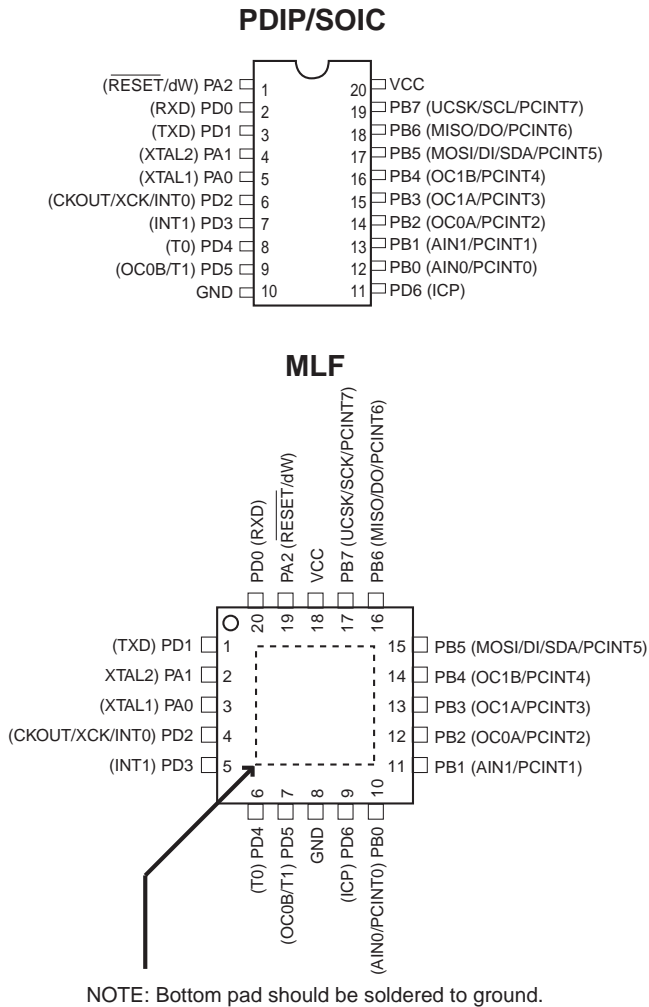 PDIP/SOIC
(RESET/dW) PA2 1 20 VCC
(RXD) PD0 2 19 PB7 (UCSK/SCL/PCINT7)
(TXD) PD1 3 18 PB6 (MISO/DO/PCINT6)
(XTAL2) PA1 4 17 PB5 (MOSI/DI/SDA/PCINT5)
(XTAL1) PA0 5 16 PB4 (OC1B/PCINT4)
(CKOUT/XCK/INT0) PD2 6 15 PB3 (OC1A/PCINT3)
(INT1) PD3 7 14 PB2 (OC0A/PCINT2)
(T0) PD4 8 13 PB1 (AIN1/PCINT1)
(OC0B/T1) PD5 9 12 PB0 (AIN0/PCINT0)
GND 10 11 PD6 (ICP)
MLF
PD0 (RXD)
PA2 (RESET/dW)
VCC
PB7 (UCSK/SCK/PCINT7)
PB6 (MISO/DO/PCINT6)
20 19 18 17 16
(TXD) PD1 1 15 PB5 (MOSI/DI/SDA/PCINT5)
XTAL2) PA1 2 14 PB4 (OC1B/PCINT4)
(XTAL1) PA0 3 13 PB3 (OC1A/PCINT3)
(CKOUT/XCK/INT0) PD2 4 12 PB2 (OC0A/PCINT2)
(INT1) PD3 5 11 PB1 (AIN1/PCINT1)
6 7 8 9 10
(T0) PD4
(OC0B/T1) PD5
GND
(ICP) PD6
(AIN0/PCINT0) PB0
NOTE: Bottom pad should be soldered to ground.